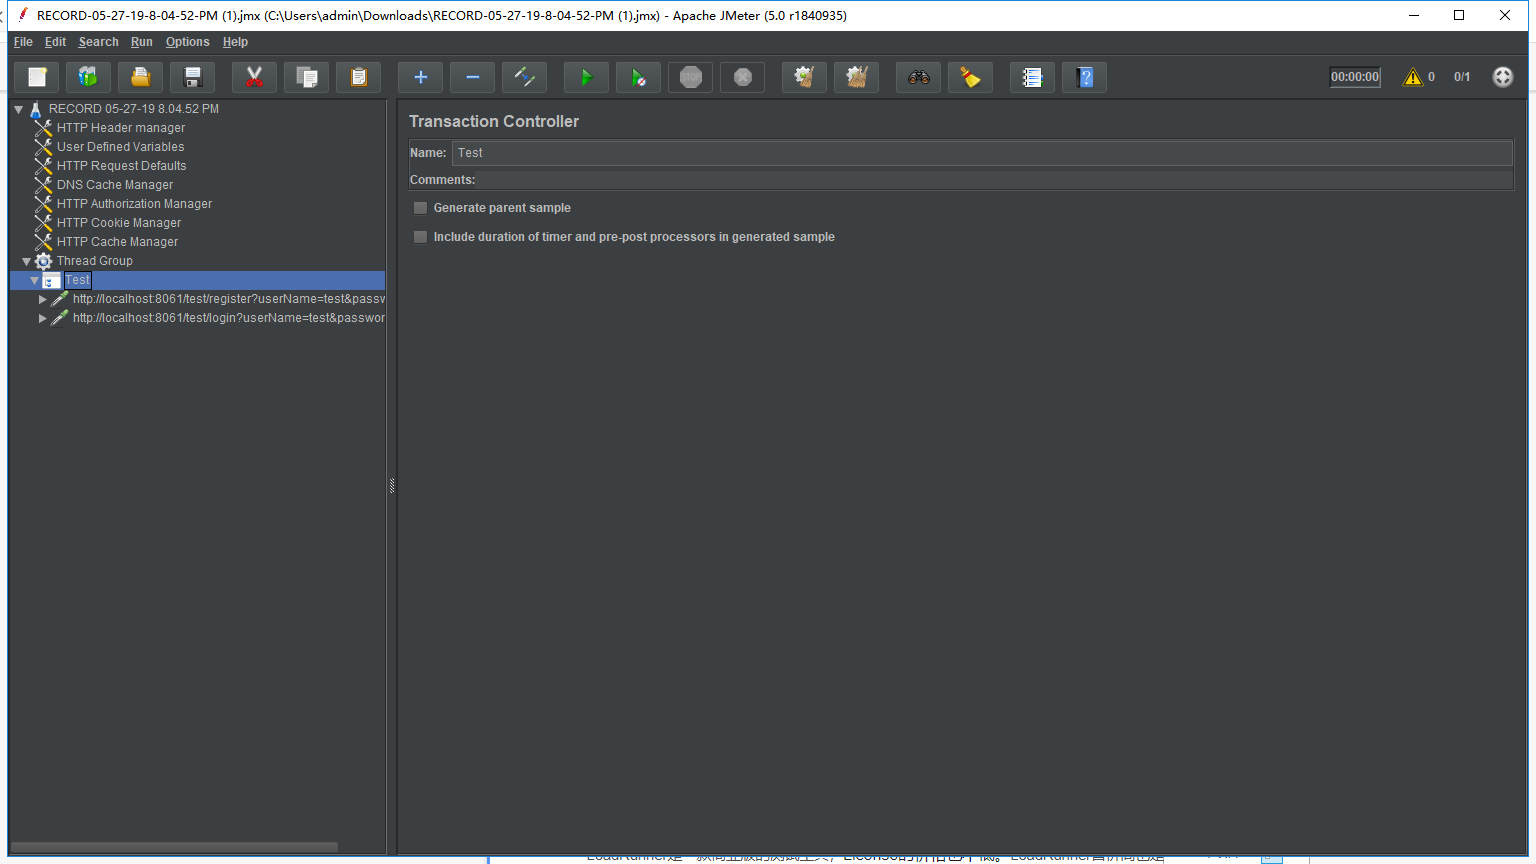 RECORD-05-27-19-8-04-52-PM (1).jmx (C:\Users\admin\Downloads\RECORD-05-27-19-8-04-52-PM (1).jmx) - Apache JMeter (5.0 r1840935)
File Edit Search Run Options Help
STOP 00:00:00 0 0/1
RECORD 05-27-19 8.04.52 PM
HTTP Header manager
User Defined Variables
HTTP Request Defaults
DNS Cache Manager
HTTP Authorization Manager
HTTP Cookie Manager
HTTP Cache Manager
Thread Group
Test
http://localhost:8061/test/register?userName=test&passw
http://localhost:8061/test/login?userName=test&passwor
Transaction Controller
Name: Test
Comments:
Generate parent sample
Include duration of timer and pre-post processors in generated sample